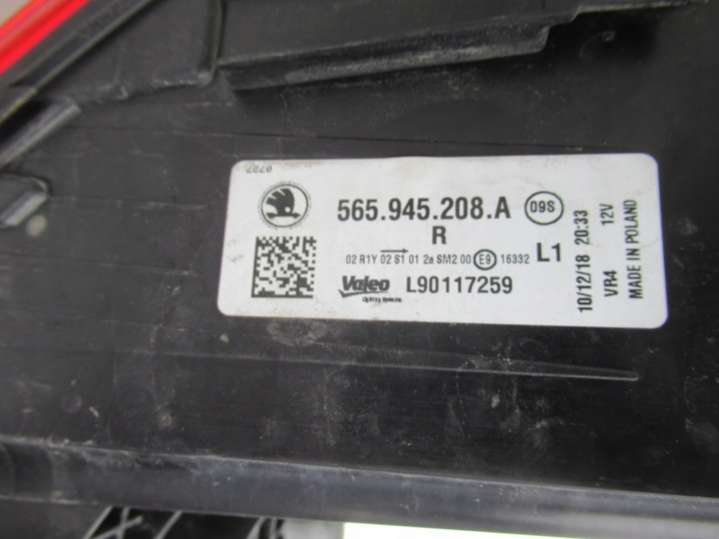 565.945.208.A 09S
R
02 R1Y 02 S1 01 2a SM2 00 E9 16332 L1
Valeo L90117259
10/12/18 20:33
VR4 12V
MADE IN POLAND